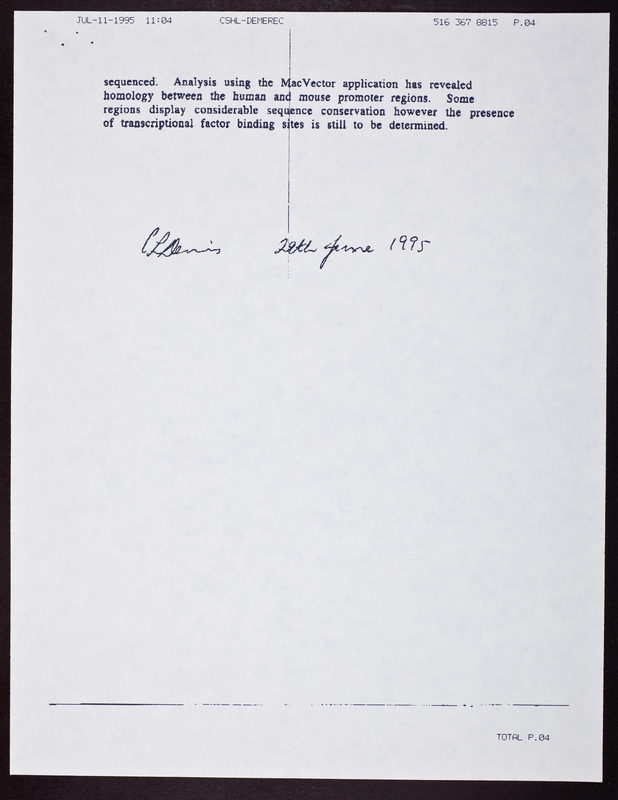 JUL-11-1995 11:04 CSHL-DEMEREC 516 367 8815 P.04
sequenced. Analysis using the MacVector application has revealed
homology between the human and mouse promoter regions. Some
regions display considerable sequence conservation however the presence
of transcriptional factor binding sites is still to be determined.
CLDennis 28th June 1995
TOTAL P.04